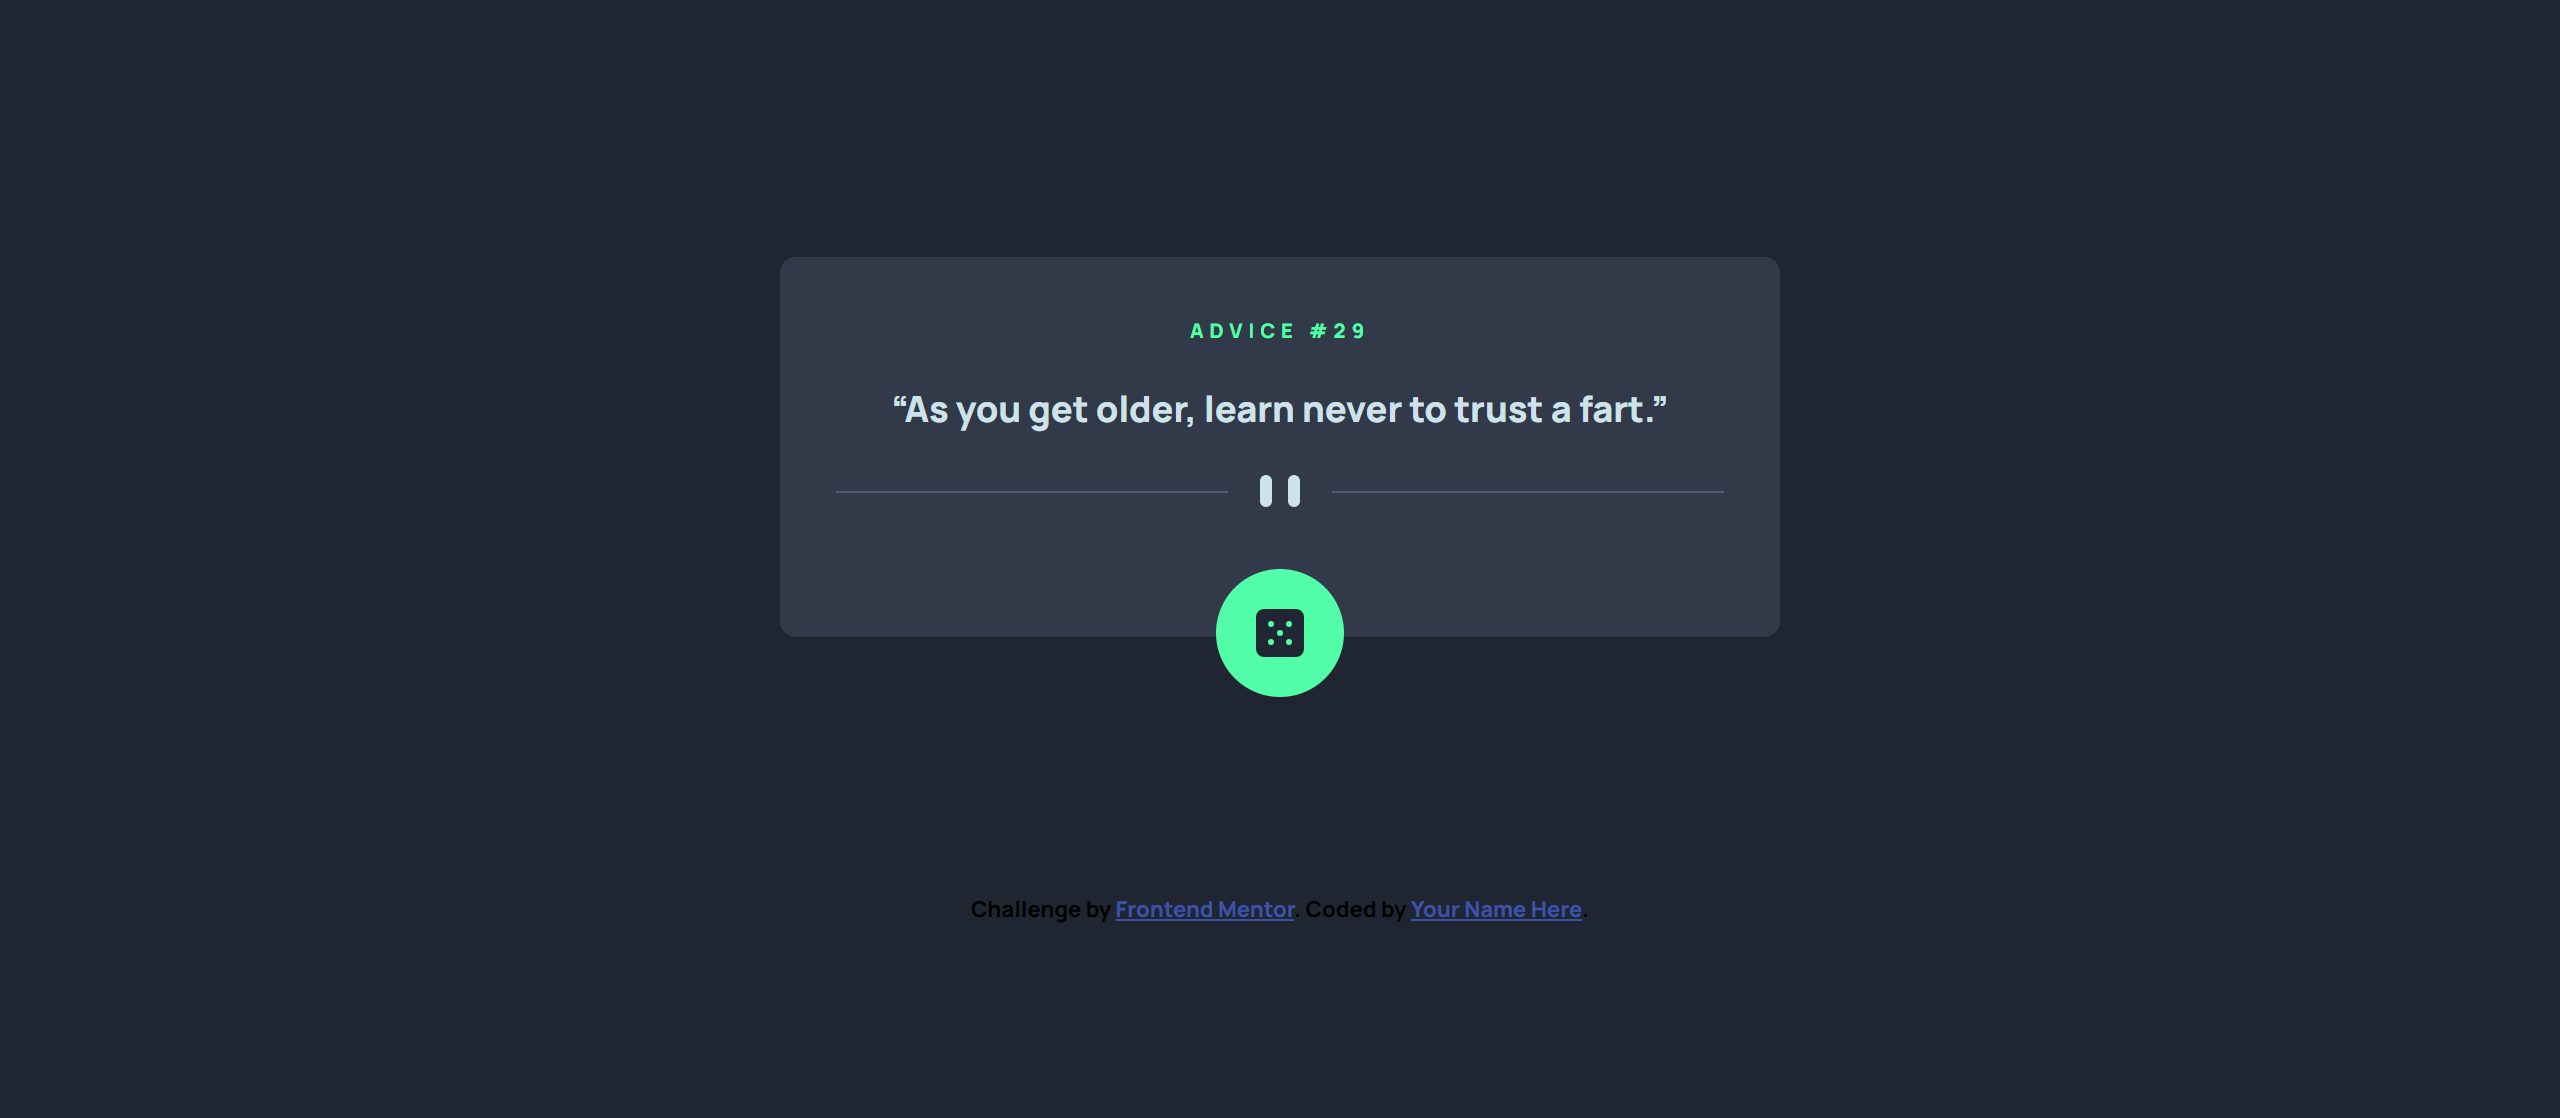 ADVICE #29
“As you get older, learn never to trust a fart.”
Challenge by Frontend Mentor. Coded by Your Name Here.